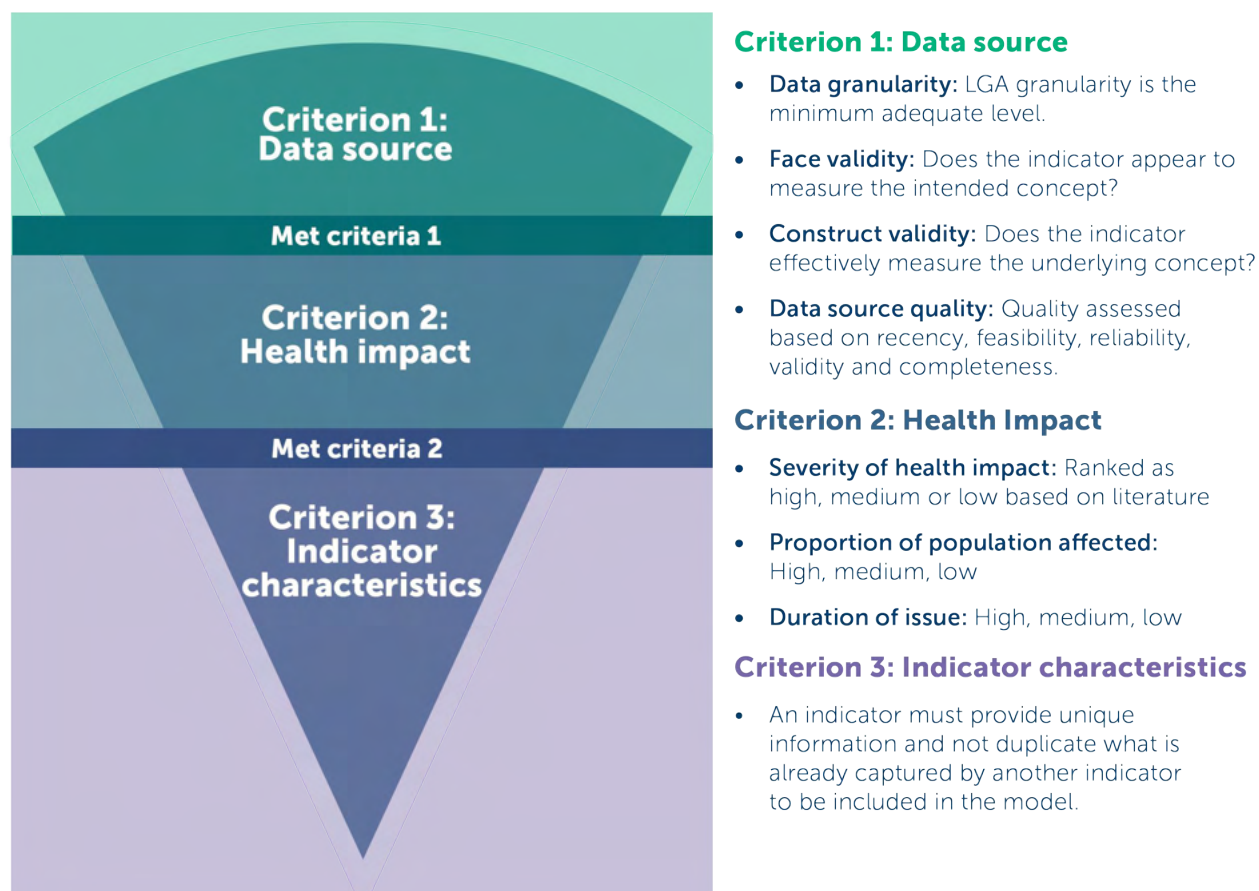 Criterion 1:
Data source
Met criteria 1
Criterion 2:
Health impact
Met criteria 2
Criterion 3:
Indicator
characteristics
Criterion 1: Data source
• Data granularity: LGA granularity is the
minimum adequate level.
• Face validity: Does the indicator appear to
measure the intended concept?
• Construct validity: Does the indicator
effectively measure the underlying concept?
• Data source quality: Quality assessed
based on recency, feasibility, reliability,
validity and completeness.
Criterion 2: Health Impact
• Severity of health impact: Ranked as
high, medium or low based on literature
• Proportion of population affected:
High, medium, low
• Duration of issue: High, medium, low
Criterion 3: Indicator characteristics
• An indicator must provide unique
information and not duplicate what is
already captured by another indicator
to be included in the model.